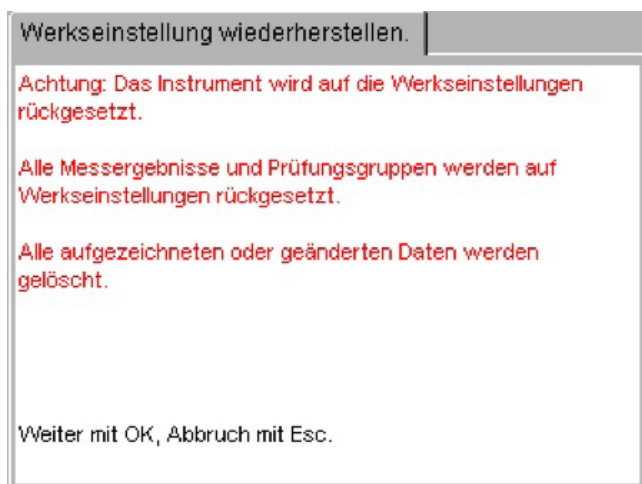 Werkseinstellung wiederherstellen.
Achtung: Das Instrument wird auf die Werkseinstellungen
rückgesetzt.
Alle Messergebnisse und Prüfungsgruppen werden auf
Werkseinstellungen rückgesetzt.
Alle aufgezeichneten oder geänderten Daten werden
gelöscht.
Weiter mit OK, Abbruch mit Esc.